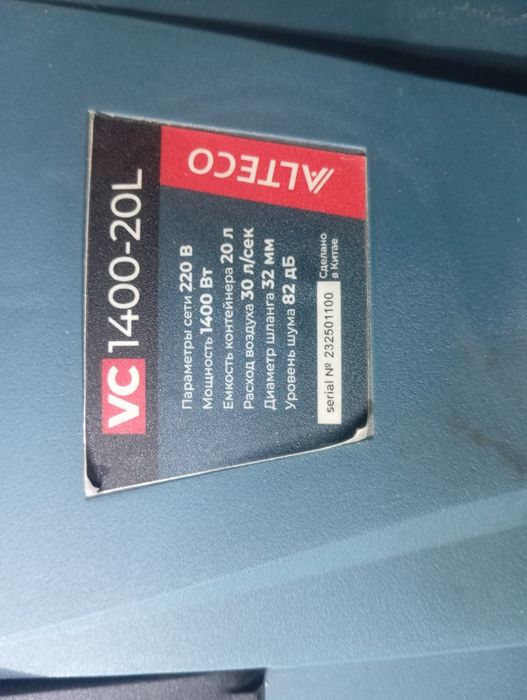 VC 1400-20L
Параметры сети 220 В
Мощность 1400 Вт
Емкость контейнера 20 л
Расход воздуха 30 л/сек
Диаметр шланга 32 мм
Уровень шума 82 дБ
serial № 232501100
Сделано
в Китае
ALTECO